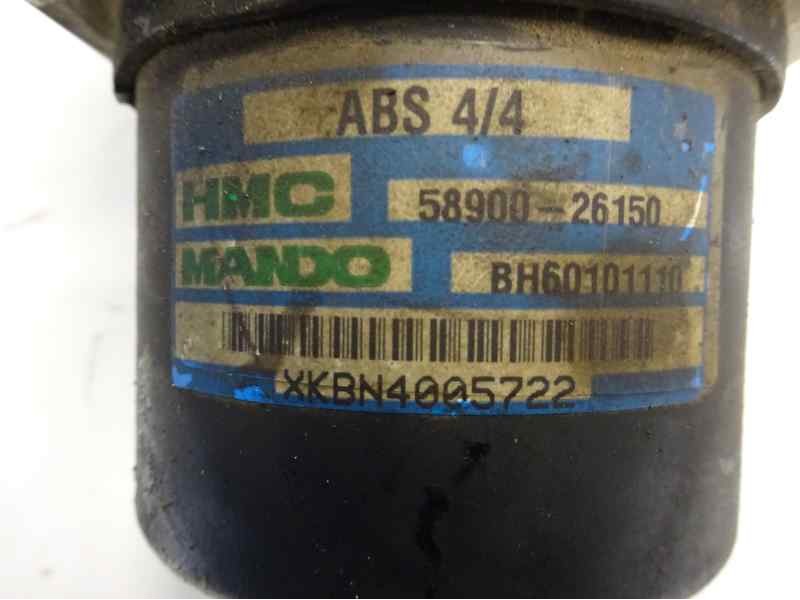 ABS 4/4
HMC 58900-26150
MANDO BH60101110
XKBN4005722